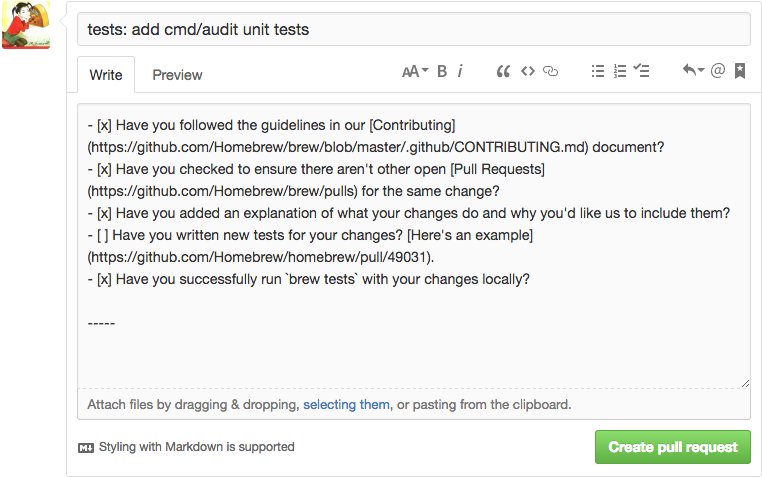 tests: add cmd/audit unit tests
Write Preview
- [x] Have you followed the guidelines in our [Contributing]
(https://github.com/Homebrew/brew/blob/master/.github/CONTRIBUTING.md) document?
- [x] Have you checked to ensure there aren't other open [Pull Requests]
(https://github.com/Homebrew/brew/pulls) for the same change?
- [x] Have you added an explanation of what your changes do and why you'd like us to include them?
- [ ] Have you written new tests for your changes? [Here's an example]
(https://github.com/Homebrew/homebrew/pull/49031).
- [x] Have you successfully run `brew tests` with your changes locally?
-----
Attach files by dragging & dropping, selecting them, or pasting from the clipboard.
Styling with Markdown is supported
Create pull request